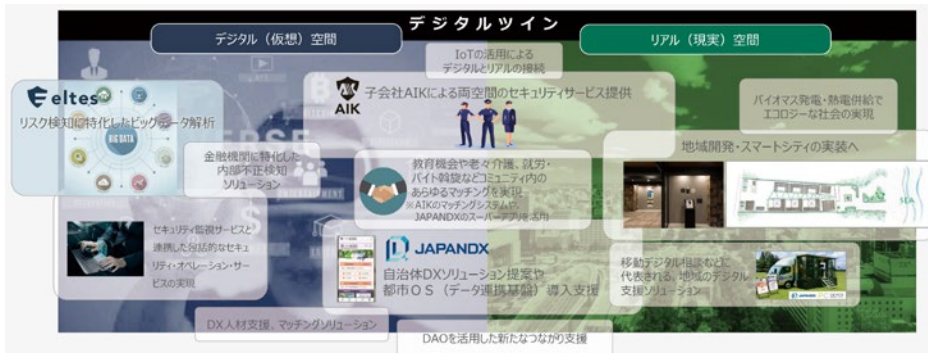 デジタルツイン
デジタル（仮想）空間
リアル（現実）空間
IoTの活用による
デジタルとリアルの接続
eltes
リスク検知に特化したビッグデータ解析
BIG DATA
AIK
子会社AIKによる両空間のセキュリティサービス提供
バイオマス発電・熱電供給で
エコロジーな社会の実現
金融機関に特化した
内部不正検知
ソリューション
教育機会や老々介護、就労・
バイト斡旋などコミュニティ内の
あらゆるマッチングを実現
※AIKのマッチングシステムや、
JAPANDXのスーパーアプリを活用
地域開発・スマートシティの実装へ
SEA
セキュリティ監視サービスと
連携した包括的なセキュ
リティ・オペレーション・サー
ビスの実現
JAPANDX
自治体DXソリューション提案や
都市OS（データ連携基盤）導入支援
移動デジタル相談などに
代表される、地域のデジタル
支援ソリューション
DX人材支援、マッチングソリューション
DAOを活用した新たなつながり支援